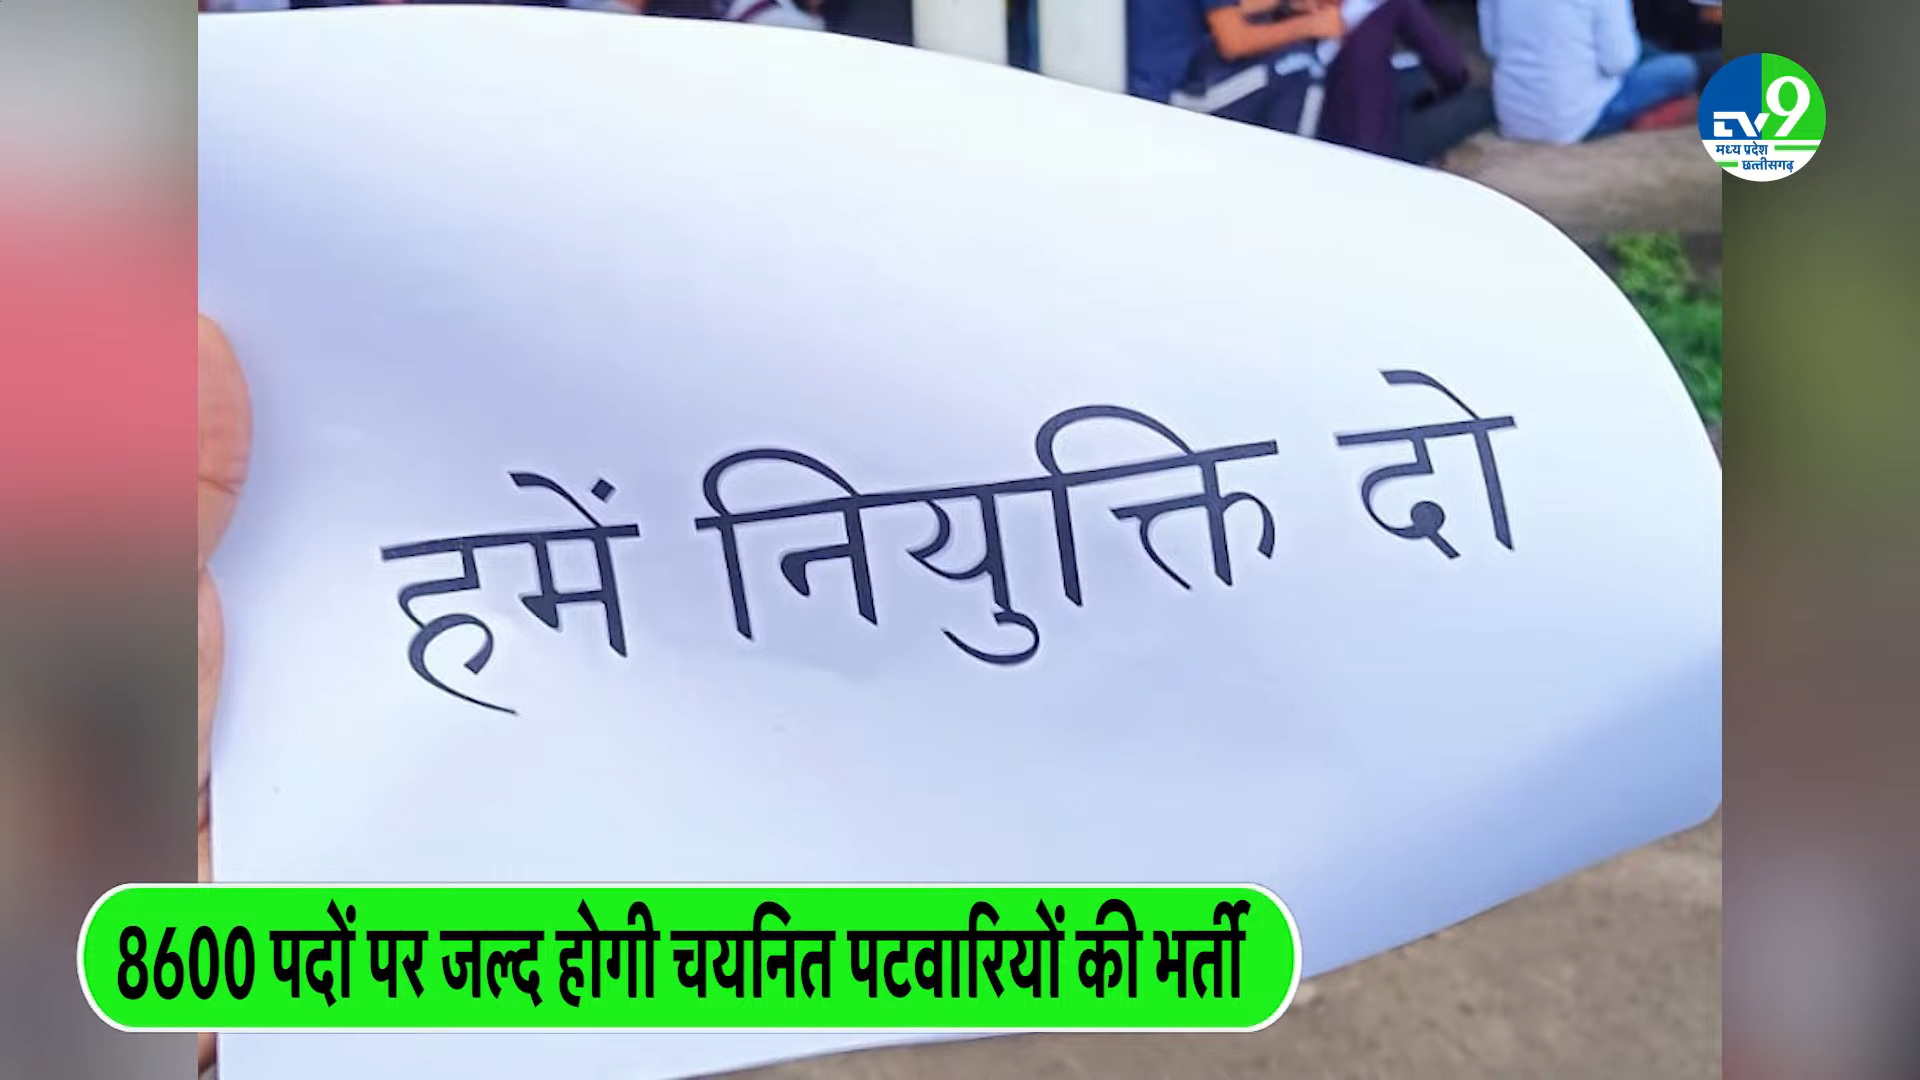 TV9
मध्य प्रदेश
छत्तीसगढ़
हमें नियुक्ति दो
8600 पदों पर जल्द होगी चयनित पटवारियों की भर्ती